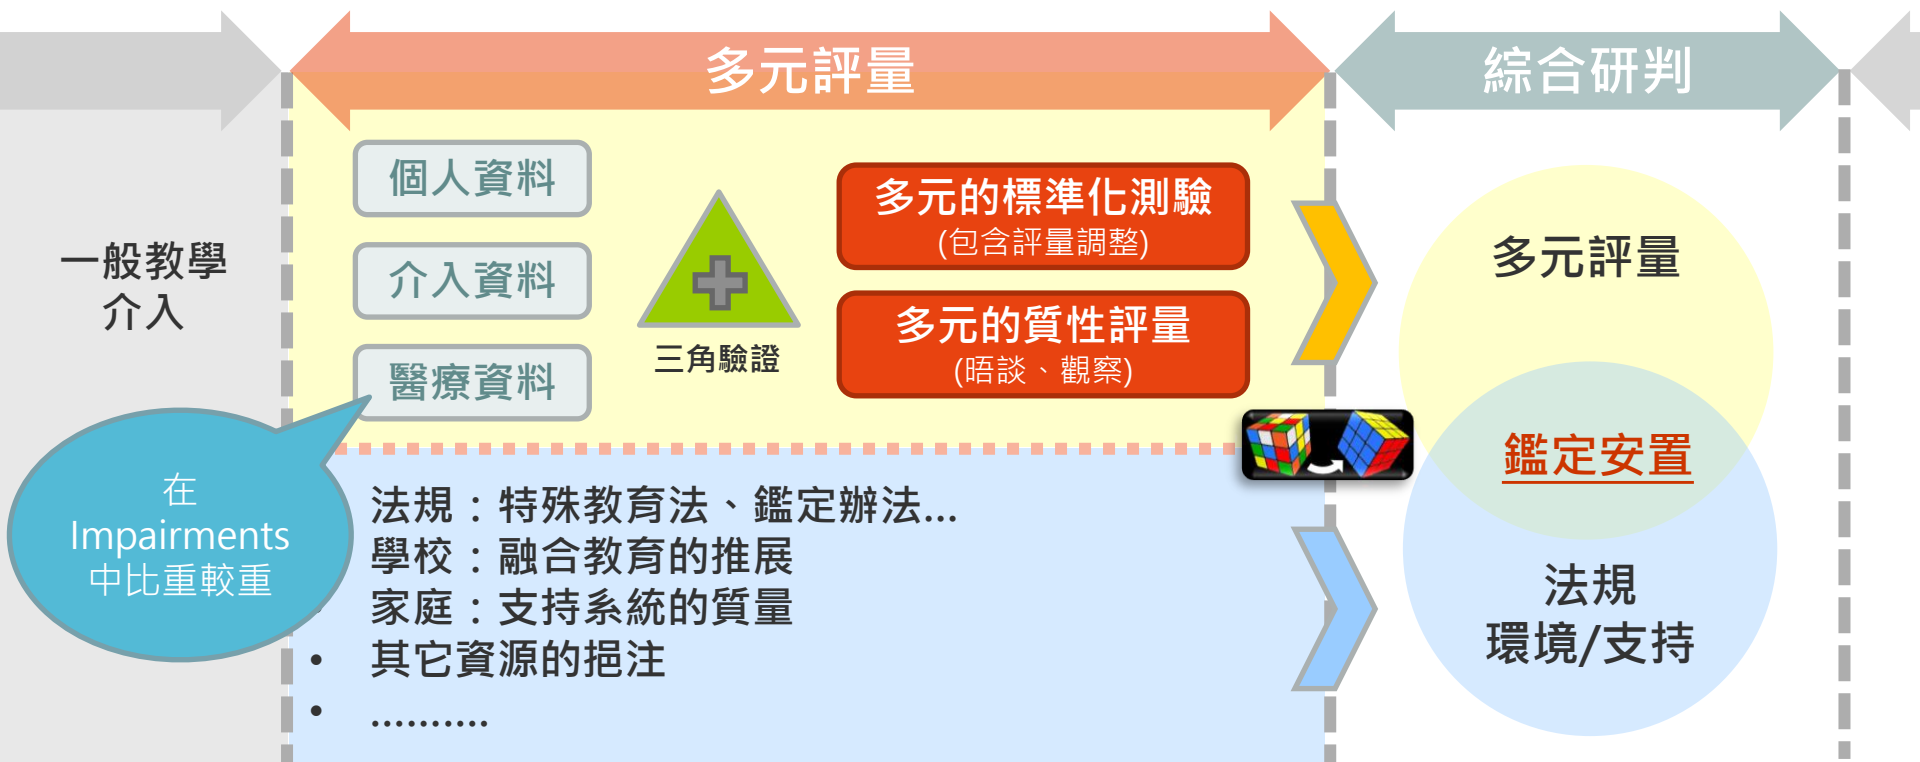 多元評量
綜合研判
一般教學
介入
個人資料
介入資料
醫療資料
三角驗證
多元的標準化測驗
(包含評量調整)
多元的質性評量
(晤談、觀察)
在
Impairments
中比重較重
法規：特殊教育法、鑑定辦法...
學校：融合教育的推展
家庭：支持系統的質量
• 其它資源的挹注
• ..........
多元評量
鑑定安置
法規
環境/支持